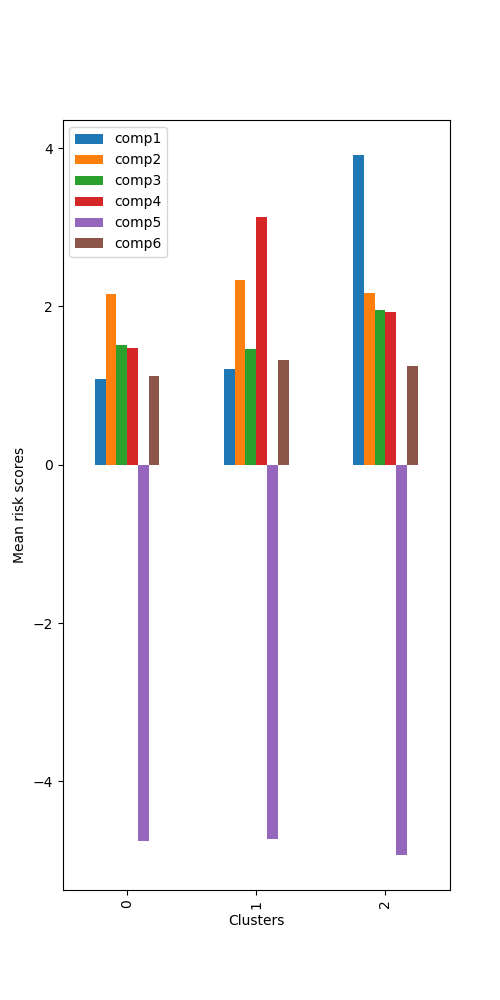 comp1
comp2
comp3
comp4
comp5
comp6
4
2
0
−2
−4
Mean risk scores
0
1
2
Clusters